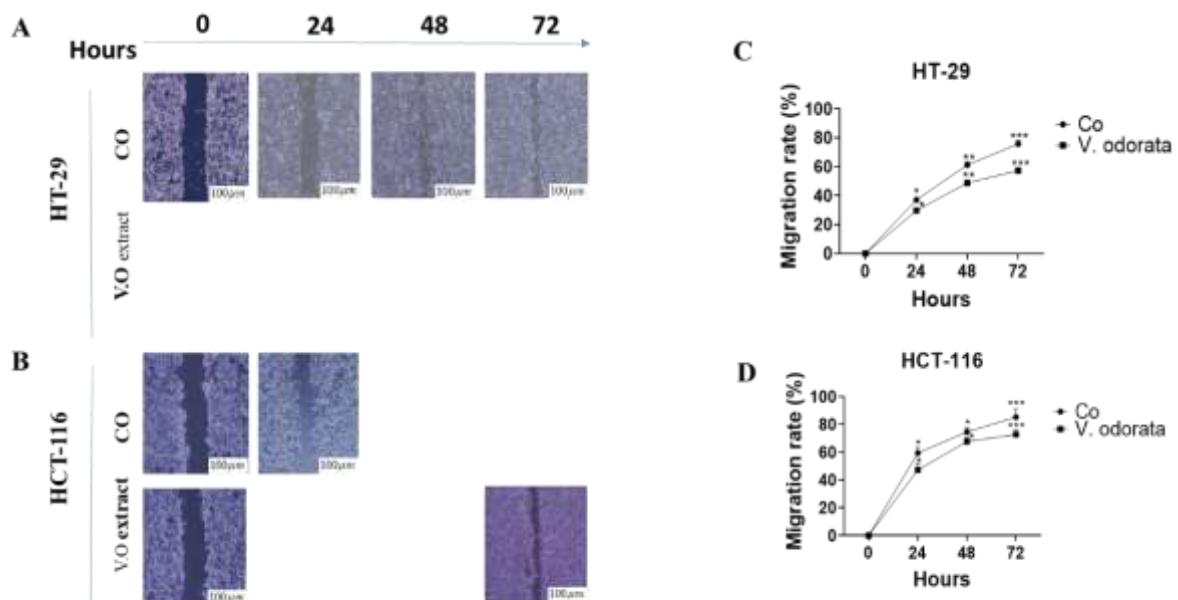 A
0 24 48 72
Hours
HT-29
CO
100μm 100μm 100μm 100μm
V.O extract
B
HCT-116
CO
100μm 100μm
V.O extract
100μm 100μm
C
HT-29
Migration rate (%)
100
80
60
40
20
0
* ** ***
* ** ***
0 24 48 72
Hours
Co
V. odorata
D
HCT-116
Migration rate (%)
100
80
60
40
20
0
* * ***
* * ***
0 24 48 72
Hours
Co
V. odorata